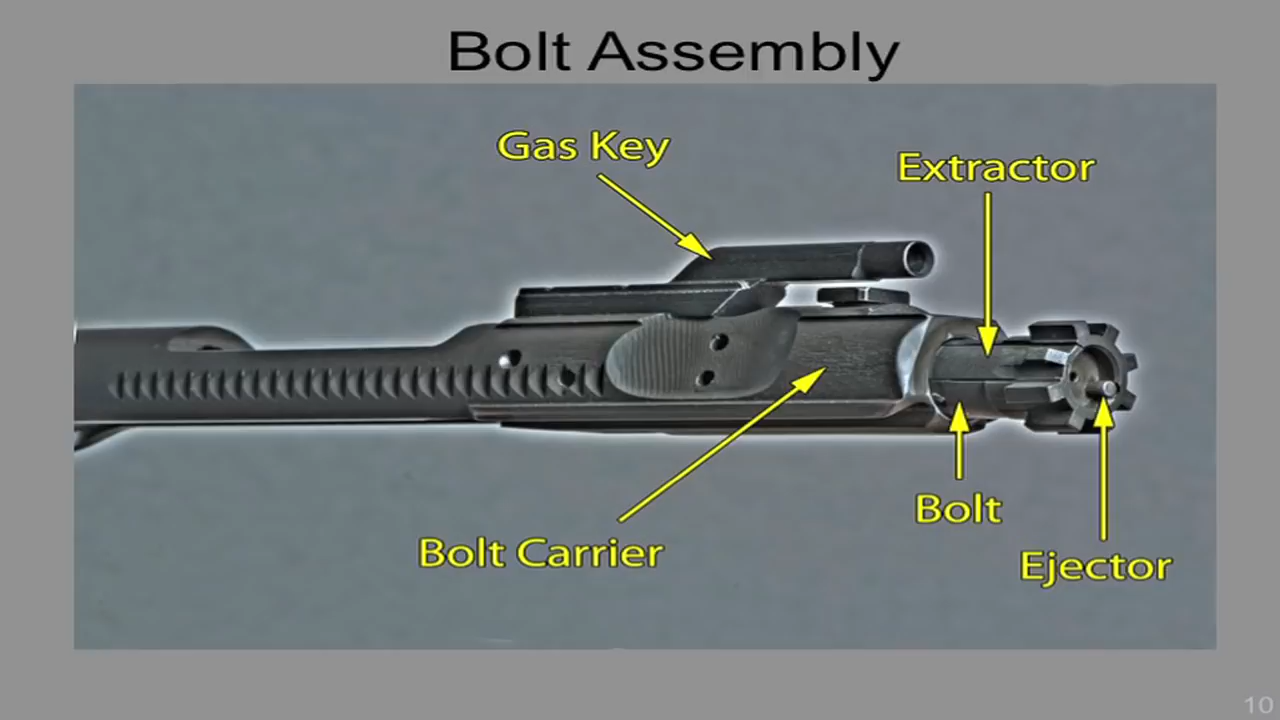 Bolt Assembly
Gas Key
Extractor
Bolt
Bolt Carrier
Ejector
10